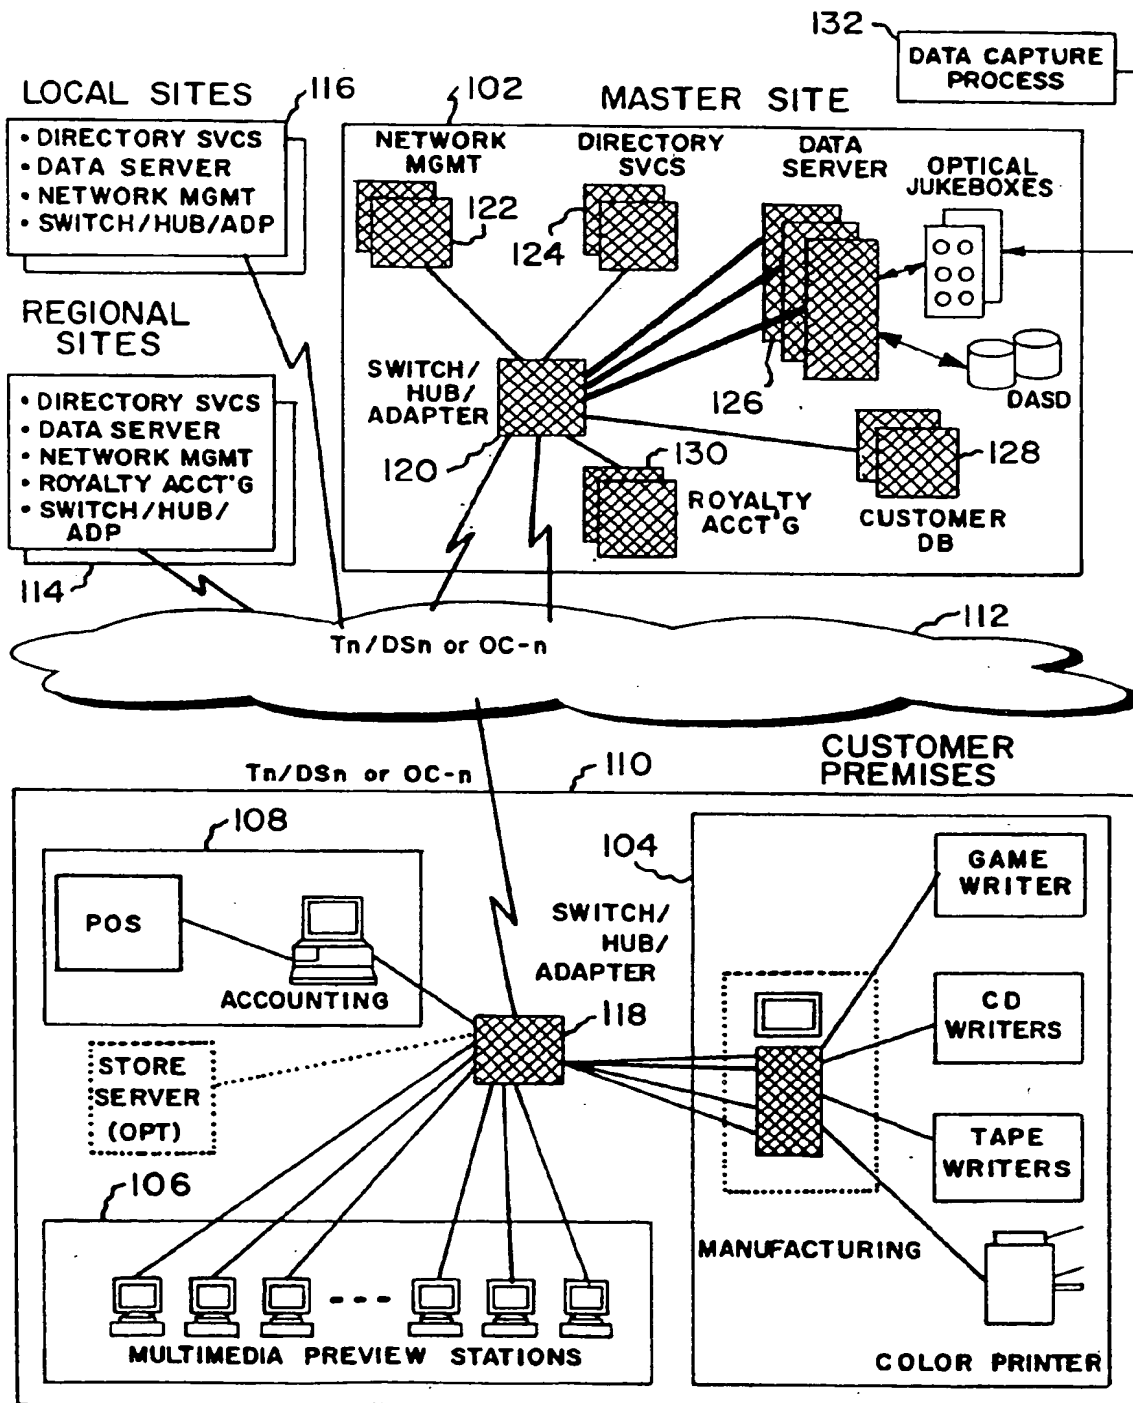 132
DATA CAPTURE
PROCESS
LOCAL SITES
116
• DIRECTORY SVCS
• DATA SERVER
• NETWORK MGMT
• SWITCH/HUB/ADP
102
MASTER SITE
NETWORK
MGMT
122
DIRECTORY
SVCS
124
DATA
SERVER
126
OPTICAL
JUKEBOXES
DASD
REGIONAL
SITES
• DIRECTORY SVCS
• DATA SERVER
• NETWORK MGMT
• ROYALTY ACCT'G
• SWITCH/HUB/
ADP
114
SWITCH/
HUB/
ADAPTER
120
130
ROYALTY
ACCT'G
128
CUSTOMER
DB
112
Tn/DSn or OC-n
Tn/DSn or OC-n
110
CUSTOMER
PREMISES
108
POS
ACCOUNTING
SWITCH/
HUB/
ADAPTER
118
STORE
SERVER
(OPT)
106
MULTIMEDIA PREVIEW STATIONS
104
GAME
WRITER
CD
WRITERS
TAPE
WRITERS
MANUFACTURING
COLOR PRINTER